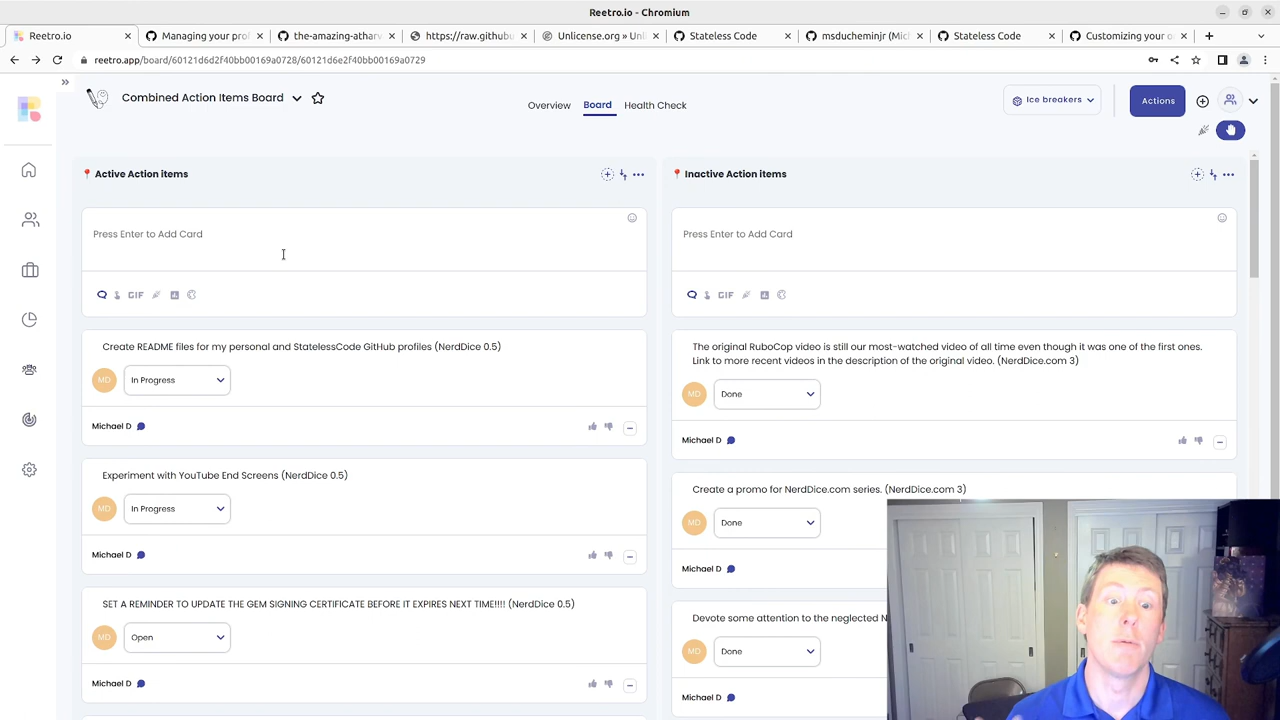 Reetro.io - Chromium
Reetro.io
Managing your prof
the-amazing-atharv
https://raw.githubu
Unlicense.org » Unli
Stateless Code
msducheminjr (Mic
Stateless Code
Customizing your o
reetro.app/board/60121d6d2f40bb00169a0728/60121d6e2f40bb00169a0729
Combined Action Items Board
Overview
Board
Health Check
Ice breakers
Actions
Active Action items
Press Enter to Add Card
GIF
Create README files for my personal and StatelessCode GitHub profiles (NerdDice 0.5)
MD
In Progress
Michael D
Experiment with YouTube End Screens (NerdDice 0.5)
MD
In Progress
Michael D
SET A REMINDER TO UPDATE THE GEM SIGNING CERTIFICATE BEFORE IT EXPIRES NEXT TIME!!!! (NerdDice 0.5)
MD
Open
Michael D
Inactive Action items
Press Enter to Add Card
GIF
The original RuboCop video is still our most-watched video of all time even though it was one of the first ones.
Link to more recent videos in the description of the original video. (NerdDice.com 3)
MD
Done
Michael D
Create a promo for NerdDice.com series. (NerdDice.com 3)
MD
Done
Michael D
Devote some attention to the neglected N
MD
Done
Michael D